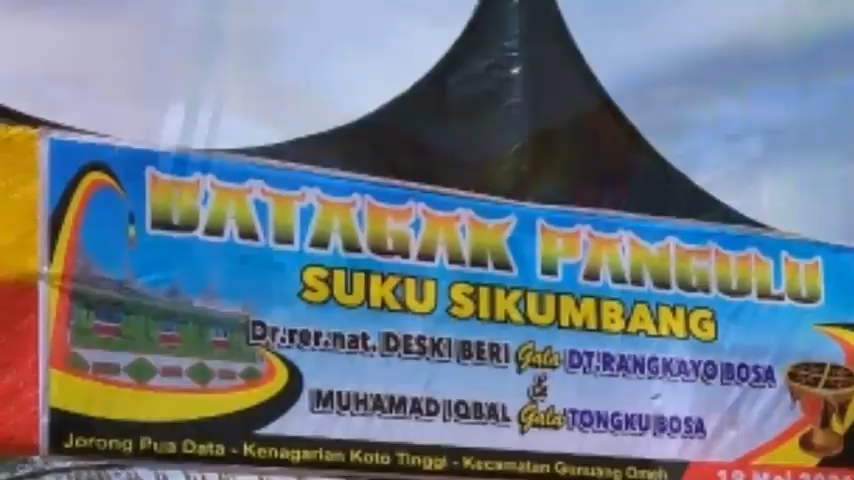 BATAGAK PANGULU
SUKU SIKUMBANG
Dr.rer.nat. DESKI BERI Gala DT.RANGKAYO BOSA
&
MUHAMAD IQBAL Gala TONGKU BOSA
Jorong Pua Data - Kenagarian Koto Tinggi - Kecamatan Gunuang Omeh